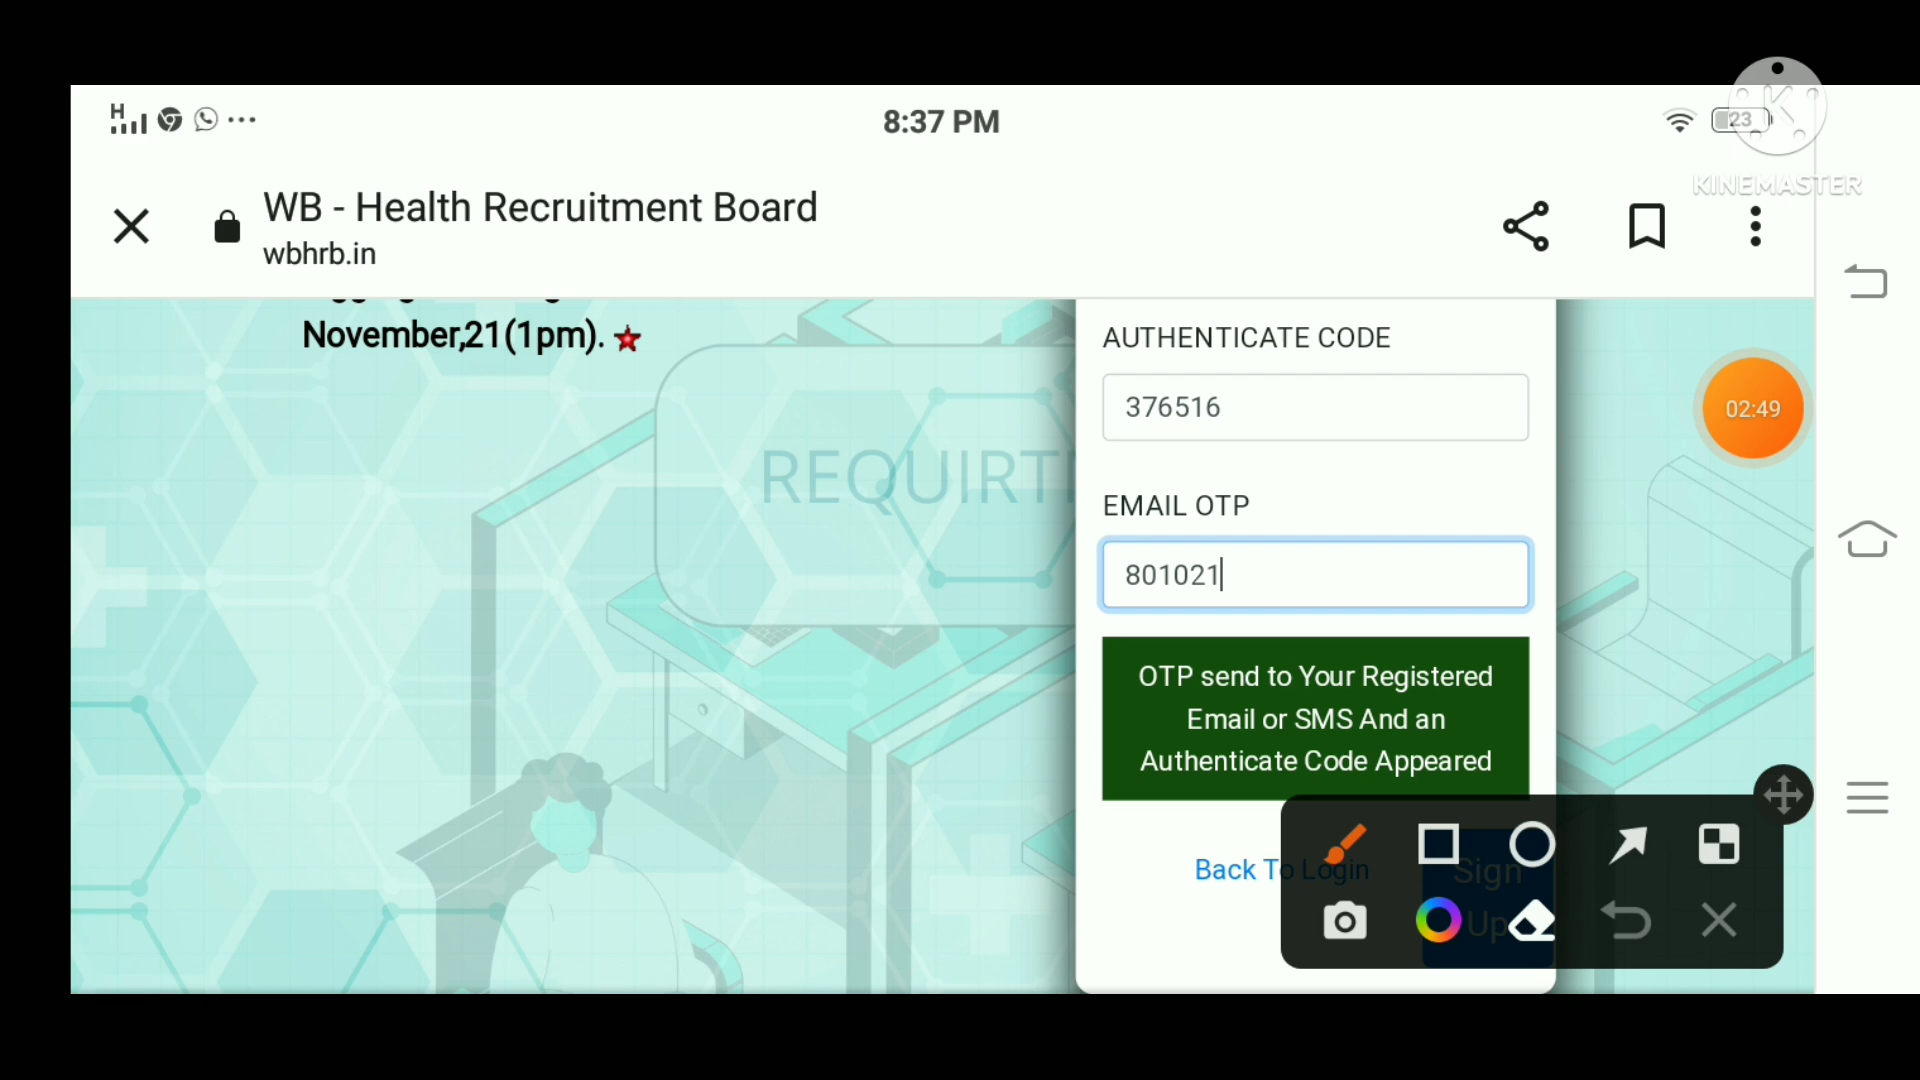 H
8:37 PM
23
KINEMASTER
WB - Health Recruitment Board
wbhrb.in
November,21(1pm).
AUTHENTICATE CODE
376516
02:49
REQUIRT
EMAIL OTP
801021
OTP send to Your Registered
Email or SMS And an
Authenticate Code Appeared
Back To Login
Sign
Up